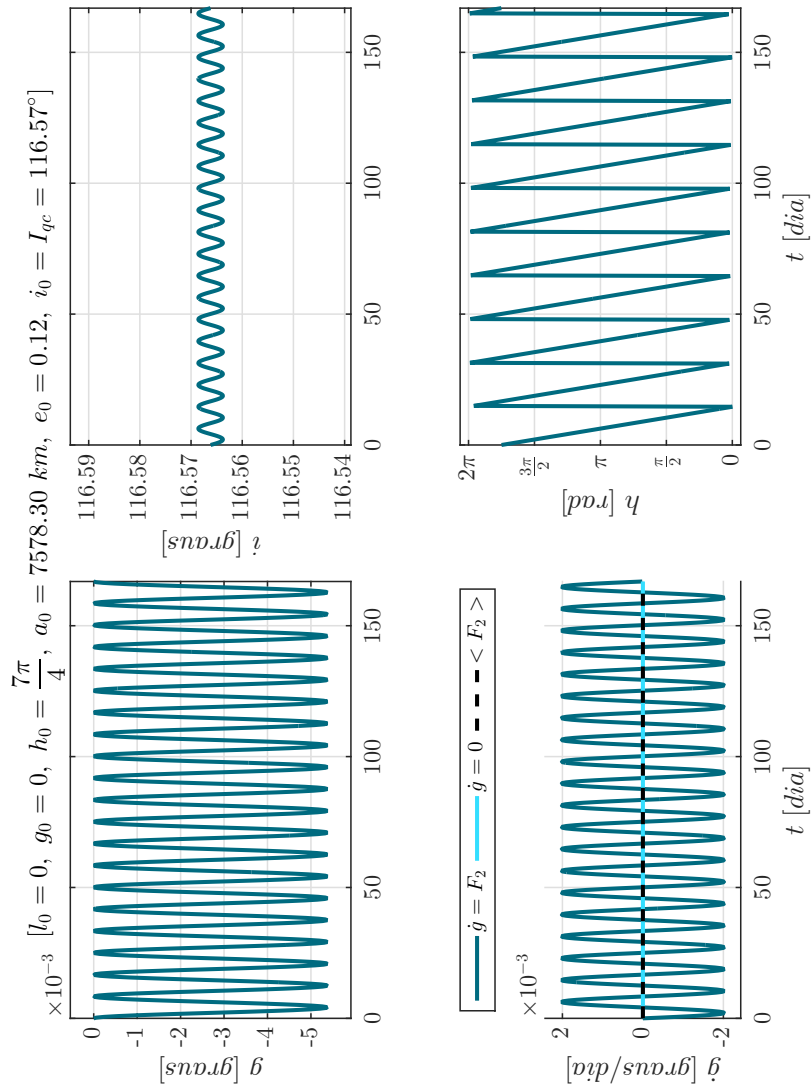 ×10⁻³ [l₀ = 0, g₀ = 0, h₀ = 7π/4, a₀ = 7578.30 km, e₀ = 0.12, i₀ = I_qc = 116.57°]
g [graus]
0
-1
-2
-3
-4
-5
0 50 100 150
i [graus]
116.59
116.58
116.57
116.56
116.55
116.54
0 50 100 150
ġ = F₂ ġ = 0 < F₂ >
×10⁻³
ġ [graus/dia]
2
0
-2
0 50 100 150
t [dia]
h [rad]
2π
3π/2
π
π/2
0
0 50 100 150
t [dia]